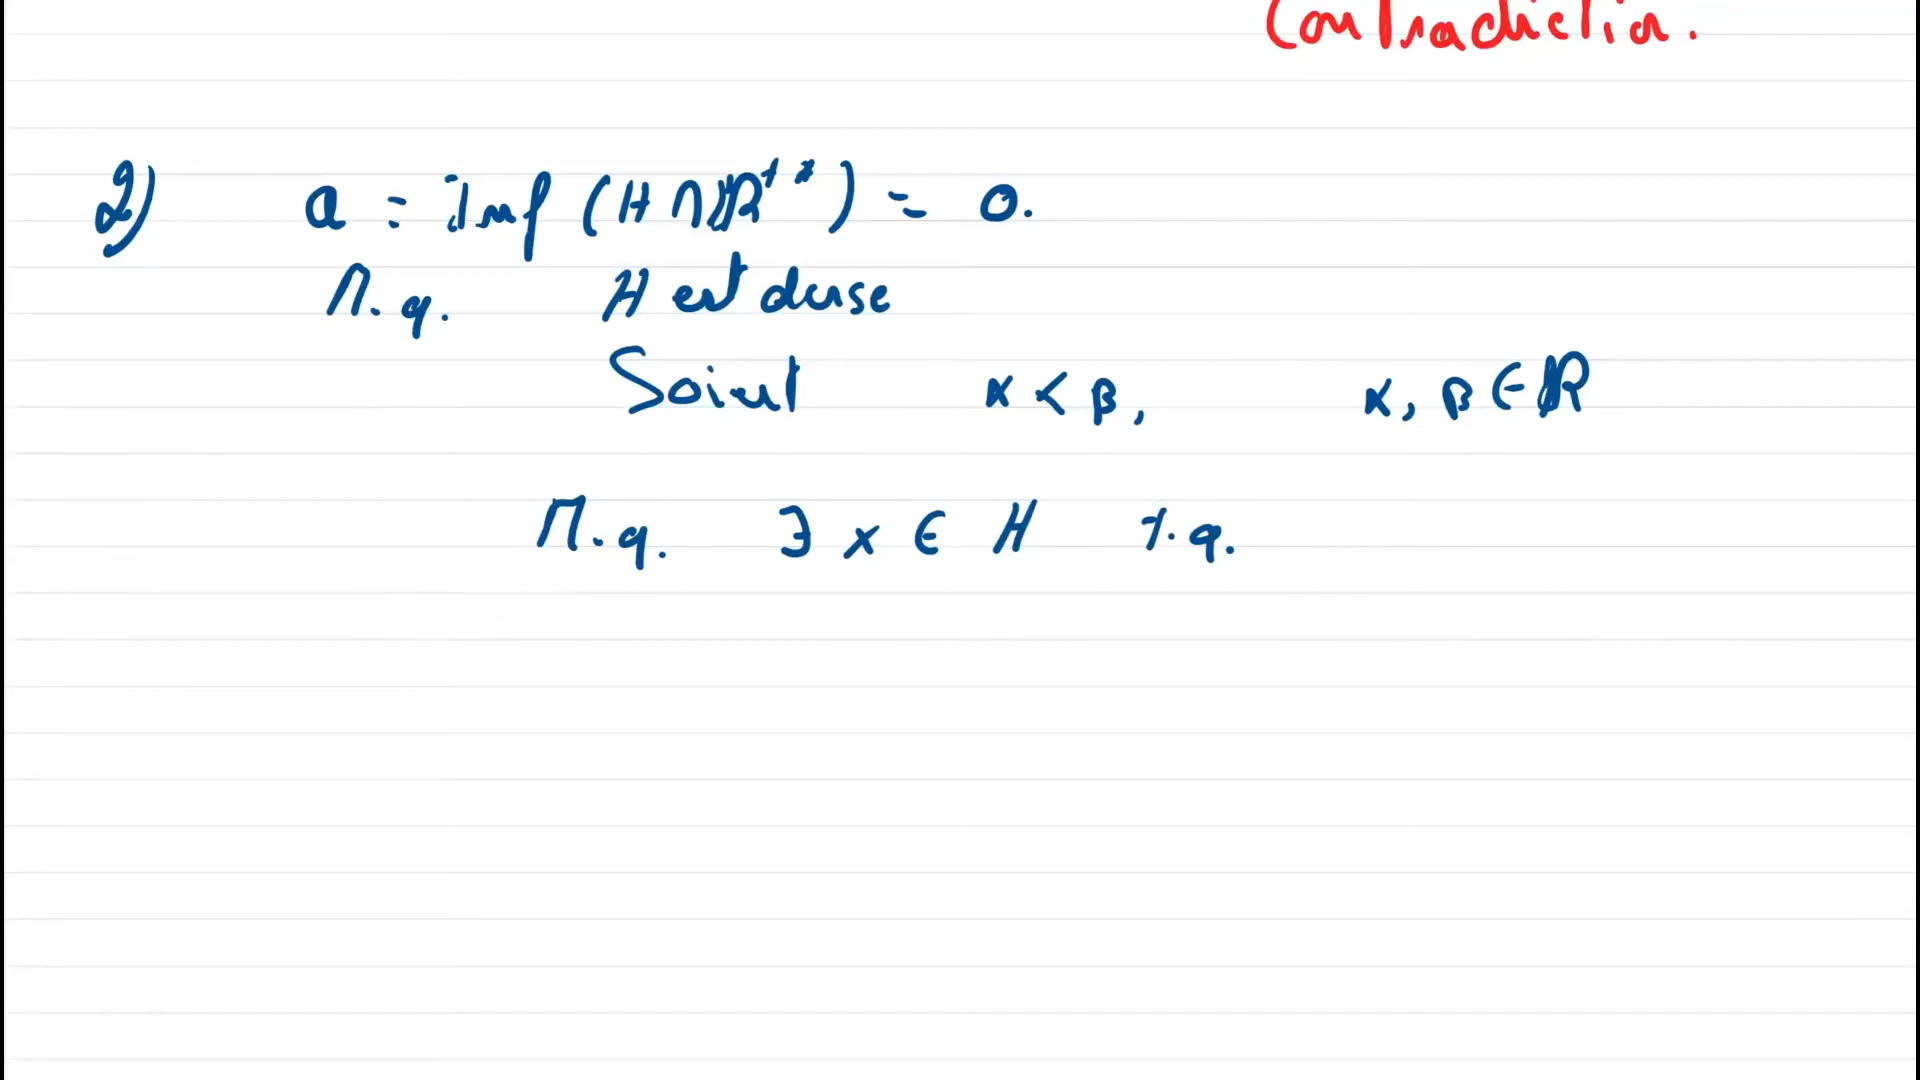 Contradiction.
2) a = inf (H ∩ ℝ⁺*) = 0.
M.q. H est dense
Soient α < β, α, β ∈ ℝ
M.q. ∃ x ∈ H t.q.